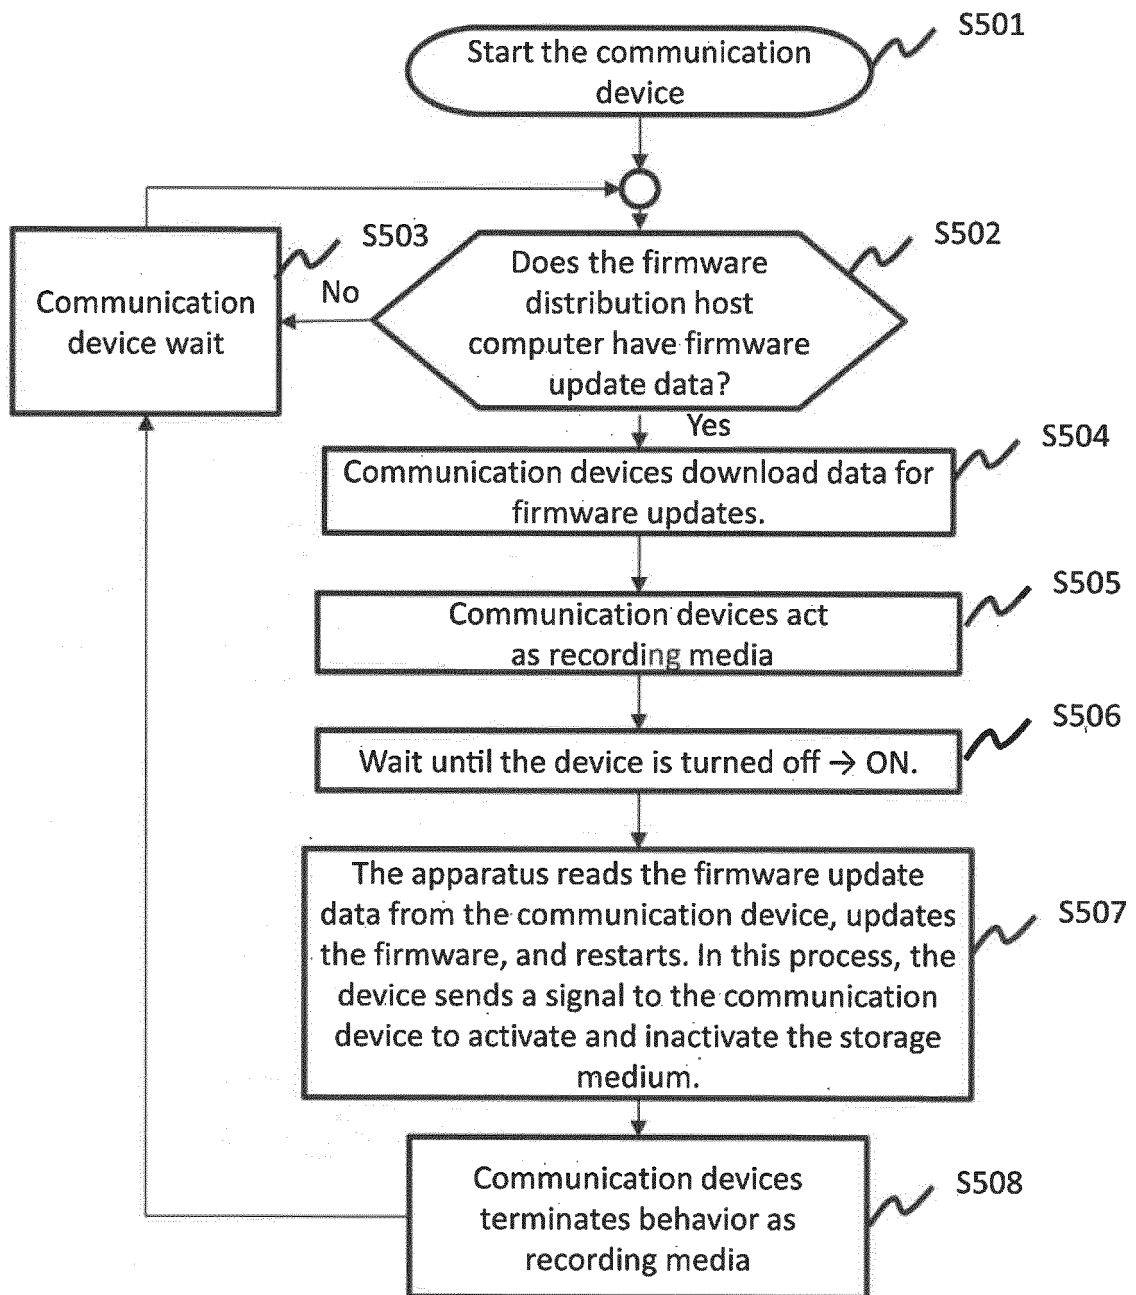 S501
Start the communication
device
S503
Communication
device wait
No
S502
Does the firmware
distribution host
computer have firmware
update data?
Yes
S504
Communication devices download data for
firmware updates.
S505
Communication devices act
as recording media
S506
Wait until the device is turned off → ON.
S507
The apparatus reads the firmware update
data from the communication device, updates
the firmware, and restarts. In this process, the
device sends a signal to the communication
device to activate and inactivate the storage
medium.
S508
Communication devices
terminates behavior as
recording media